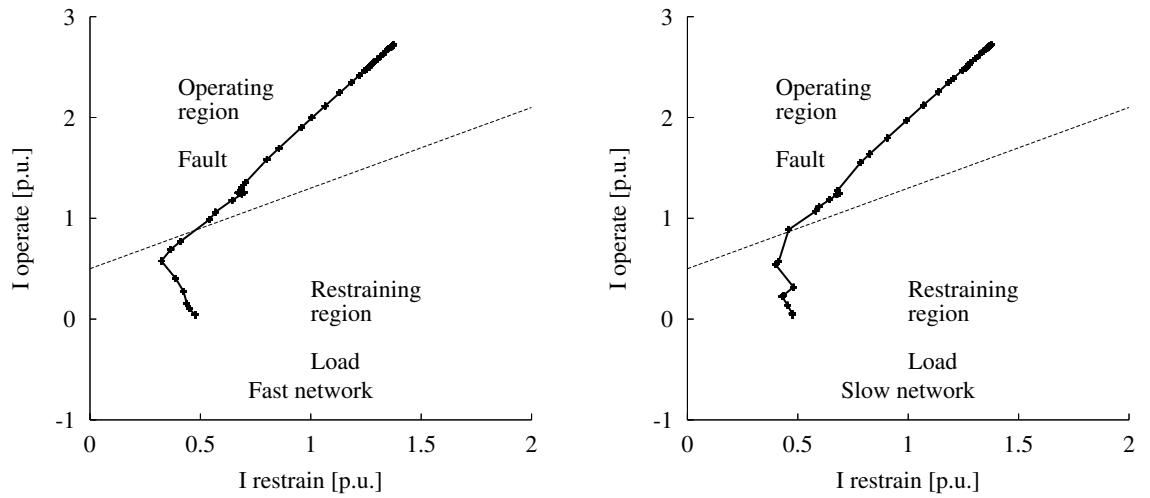 3
2
1
0
-1
0
0.5
1
1.5
2
I operate [p.u.]
I restrain [p.u.]
Operating
region
Fault
Restraining
region
Load
Fast network
3
2
1
0
-1
0
0.5
1
1.5
2
I operate [p.u.]
I restrain [p.u.]
Operating
region
Fault
Restraining
region
Load
Slow network